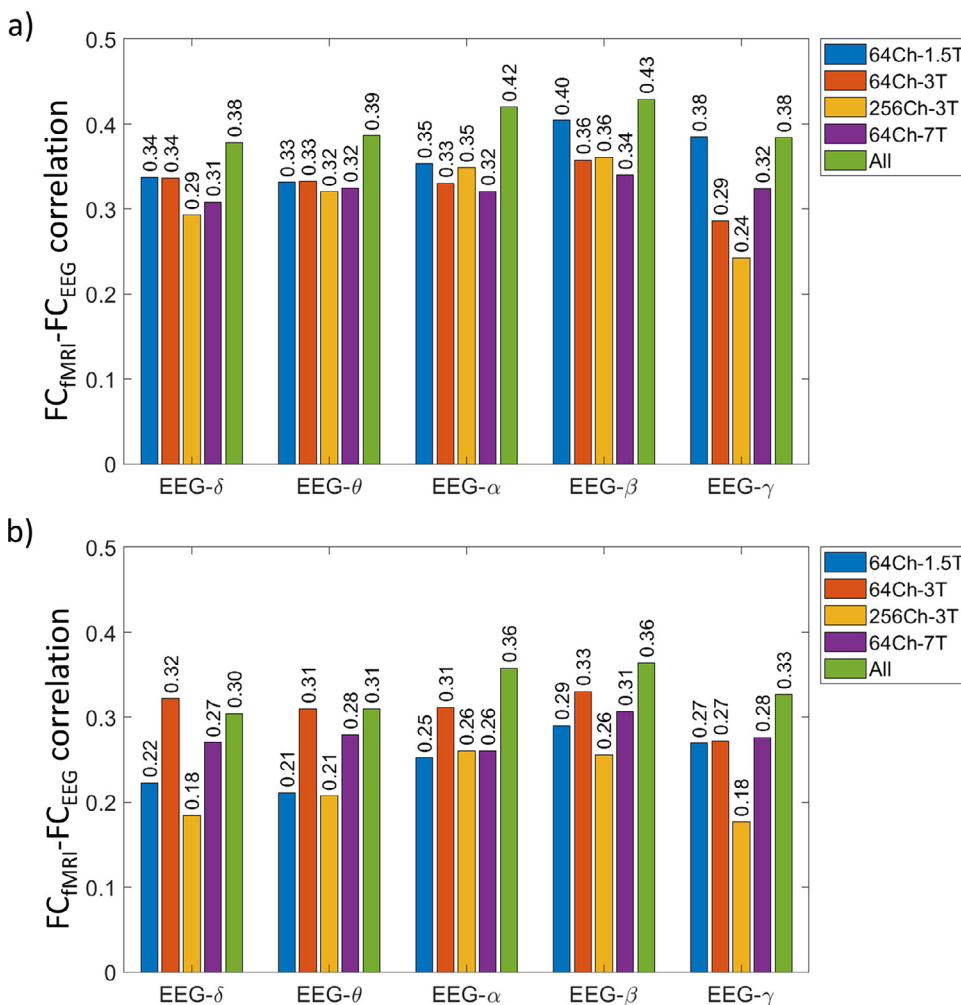 a)
0.5
0.4
0.3
0.2
0.1
0
FC_fMRI-FC_EEG correlation
0.34 0.34 0.29 0.31 0.38
0.33 0.33 0.32 0.32 0.39
0.35 0.33 0.35 0.32 0.42
0.40 0.36 0.36 0.34 0.43
0.38 0.29 0.24 0.32 0.38
EEG-δ EEG-θ EEG-α EEG-β EEG-γ
64Ch-1.5T
64Ch-3T
256Ch-3T
64Ch-7T
All
b)
0.5
0.4
0.3
0.2
0.1
0
FC_fMRI-FC_EEG correlation
0.22 0.32 0.18 0.27 0.30
0.21 0.31 0.21 0.28 0.31
0.25 0.31 0.26 0.26 0.36
0.29 0.33 0.26 0.31 0.36
0.27 0.27 0.18 0.28 0.33
EEG-δ EEG-θ EEG-α EEG-β EEG-γ
64Ch-1.5T
64Ch-3T
256Ch-3T
64Ch-7T
All